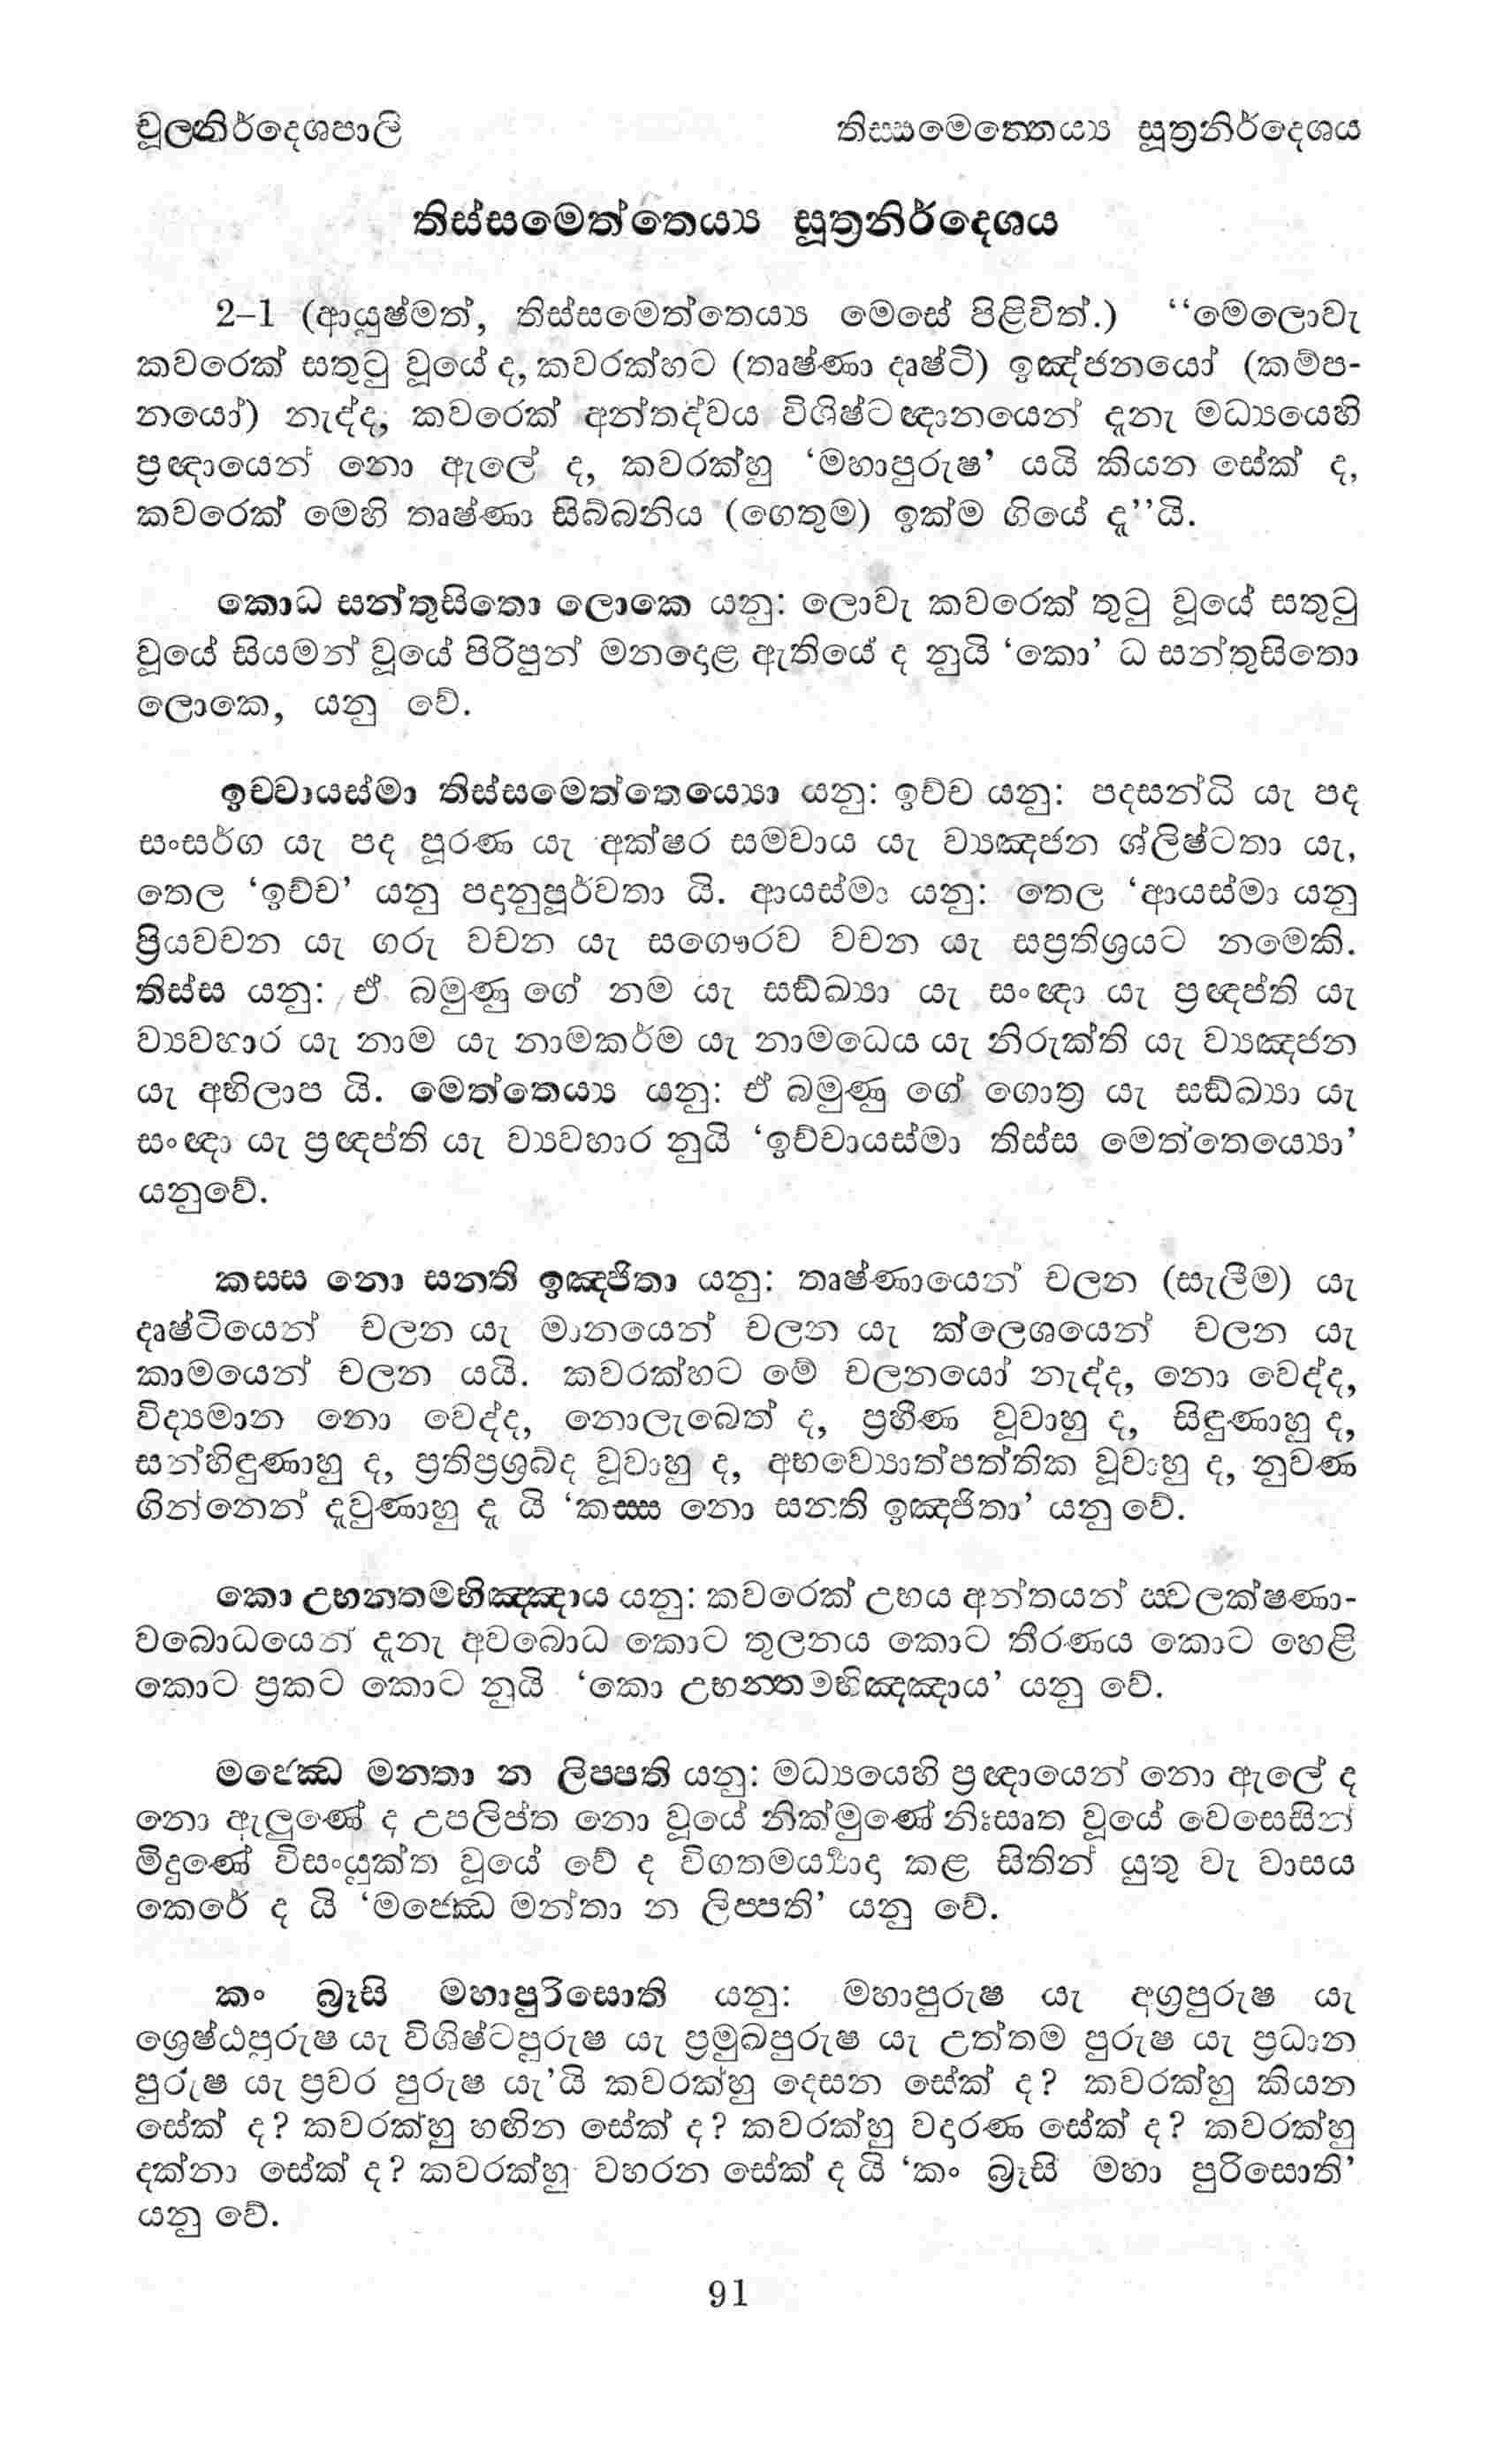 චූලනිර්දෙශපාලි තිස්සමෙත්තෙය්‍ය සූත්‍රනිර්දෙශය
තිස්සමෙත්තෙය්‍ය සූත්‍රනිර්දෙශය
2–1 (ආයුෂ්මත්, තිස්සමෙත්තෙය්‍ය මෙසේ පිළිවිත්.) “මෙලොවැ
කවරෙක් සතුටු වූයේ ද, කවරක්හට (තෘෂ්ණා දෘෂ්ටි) ඉඤ්ජනයෝ (කම්ප-
නයෝ) නැද්ද, කවරෙක් අන්තද්වය විශිෂ්ටඥානයෙන් දැනැ මධ්‍යයෙහි
ප්‍රඥායෙන් නො ඇලේ ද, කවරක්හු ‘මහාපුරුෂ’ යයි කියන සේක් ද,
කවරෙක් මෙහි තෘෂ්ණා සිබ්බනිය (ගෙතුම) ඉක්ම ගියේ දැ”යි.
කොධ සන්තුසිතො ලොකෙ යනු: ලොවැ කවරෙක් තුටු වූයේ සතුටු
වූයේ සියමන් වූයේ පිරිපුන් මනදොළ ඇතියේ ද නුයි ‘කො’ ධ සන්තුසිතො
ලොකෙ, යනු වේ.
ඉච්චායස්මා තිස්සමෙත්තෙය්‍යො යනු: ඉච්ච යනු: පදසන්ධි යැ පද
සංසර්ග යැ පද පූරණ යැ අක්ෂර සමවාය යැ ව්‍යඤ්ජන ශ්ලිෂ්ටතා යැ,
තෙල ‘ඉච්ච’ යනු පදානුපූර්වතා යි. ආයස්මා යනු: තෙල ‘ආයස්මා යනු
ප්‍රියවචන යැ ගරු වචන යැ සගෞරව වචන යැ සප්‍රතිශ්‍රයට නමෙකි.
තිස්ස යනු: ඒ බමුණු ගේ නම යැ සඞ්ඛ්‍යා යැ සංඥා යැ ප්‍රඥප්ති යැ
ව්‍යවහාර යැ නාම යැ නාමකර්ම යැ නාමධෙය යැ නිරුක්ති යැ ව්‍යඤ්ජන
යැ අභිලාප යි. මෙත්තෙය්‍ය යනු: ඒ බමුණු ගේ ගොත්‍ර යැ සඞ්ඛ්‍යා යැ
සංඥා යැ ප්‍රඥප්ති යැ ව්‍යවහාර නුයි ‘ඉච්චායස්මා තිස්ස මෙත්තෙය්‍යො’
යනුවේ.
කස්ස නො සන්ති ඉඤ්ජිතා යනු: තෘෂ්ණායෙන් චලන (සැලීම) යැ
දෘෂ්ටියෙන් චලන යැ මානයෙන් චලන යැ ක්ලෙශයෙන් චලන යැ
කාමයෙන් චලන යයි. කවරක්හට මේ චලනයෝ නැද්ද, නො වෙද්ද,
විද්‍යමාන නො වෙද්ද, නොලැබෙත් ද, ප්‍රහීණ වූවාහු ද, සිඳුණාහු ද,
සන්හිඳුණාහු ද, ප්‍රතිප්‍රශ්‍රබ්ද වූවාහු ද, අභව්‍යොත්පත්තික වූවාහු ද, නුවණ
ගින්නෙන් දැවුණාහු දැ යි ‘කස්ස නො සන්ති ඉඤ්ජිතා’ යනු වේ.
කො උභන්තමභිඤ්ඤාය යනු: කවරෙක් උභය අන්තයන් ස්වලක්ෂණා-
වබොධයෙන් දැනැ අවබොධ කොට තුලනය කොට තීරණය කොට හෙළි
කොට ප්‍රකට කොට නුයි ‘කො උභන්තමභිඤ්ඤාය’ යනු වේ.
මජ්ඣෙ මන්තා න ලිප්පති යනු: මධ්‍යයෙහි ප්‍රඥායෙන් නො ඇලේ ද
නො ඇලුණේ ද උපලිප්ත නො වූයේ නික්මුණේ නිඃසෘත වූයේ වෙසෙසින්
මිදුණේ විසංයුක්ත වූයේ වේ ද විගතමර්‍ය්‍යාදා කළ සිතින් යුතු වැ වාසය
කෙරේ ද යි ‘මජ්ඣෙ මන්තා න ලිප්පති’ යනු වේ.
කං බ්‍රෑසි මහාපුරිසොති යනු: මහාපුරුෂ යැ අග්‍රපුරුෂ යැ
ශ්‍රෙෂ්ඨපුරුෂ යැ විශිෂ්ටපුරුෂ යැ ප්‍රමුඛපුරුෂ යැ උත්තම පුරුෂ යැ ප්‍රධාන
පුරුෂ යැ ප්‍රවර පුරුෂ යැ’යි කවරක්හු දෙසන සේක් ද? කවරක්හු කියන
සේක් ද? කවරක්හු හඟින සේක් ද? කවරක්හු වදාරණ සේක් ද? කවරක්හු
දක්නා සේක් ද? කවරක්හු වහරන සේක් ද යි ‘කං බ්‍රෑසි මහා පුරිසොති’
යනු වේ.
91